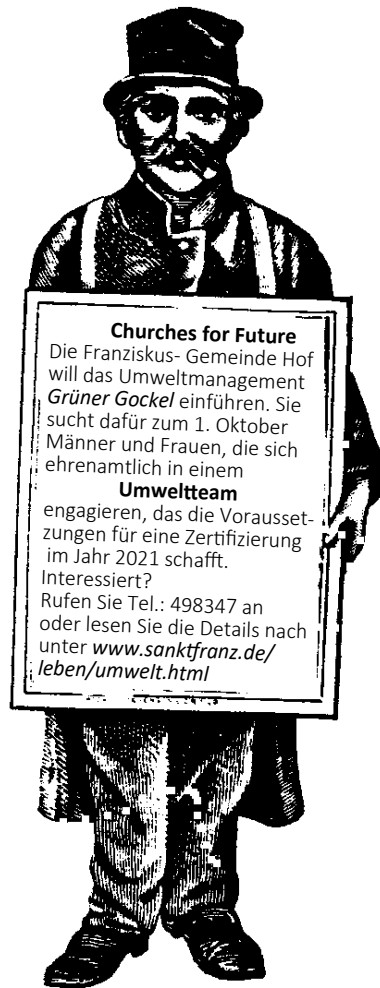 Churches for Future
Die Franziskus- Gemeinde Hof
will das Umweltmanagement
Grüner Gockel einführen. Sie
sucht dafür zum 1. Oktober
Männer und Frauen, die sich
ehrenamtlich in einem
Umweltteam
engagieren, das die Vorausset-
zungen für eine Zertifizierung
im Jahr 2021 schafft.
Interessiert?
Rufen Sie Tel.: 498347 an
oder lesen Sie die Details nach
unter www.sanktfranz.de/
leben/umwelt.html